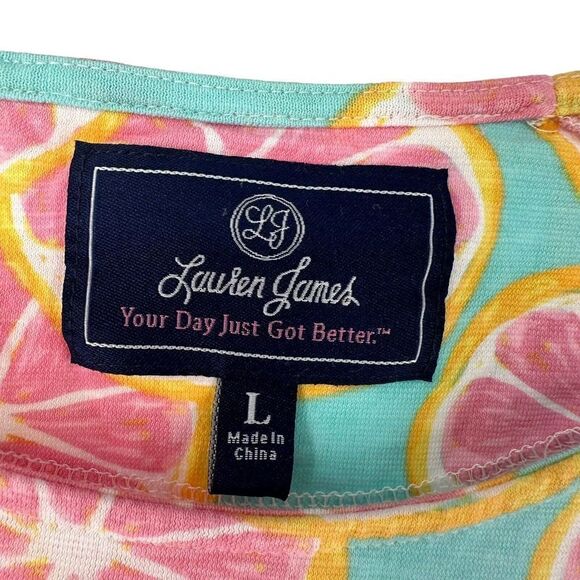 LJ
Lauren James
Your Day Just Got Better.™
L
Made In
China